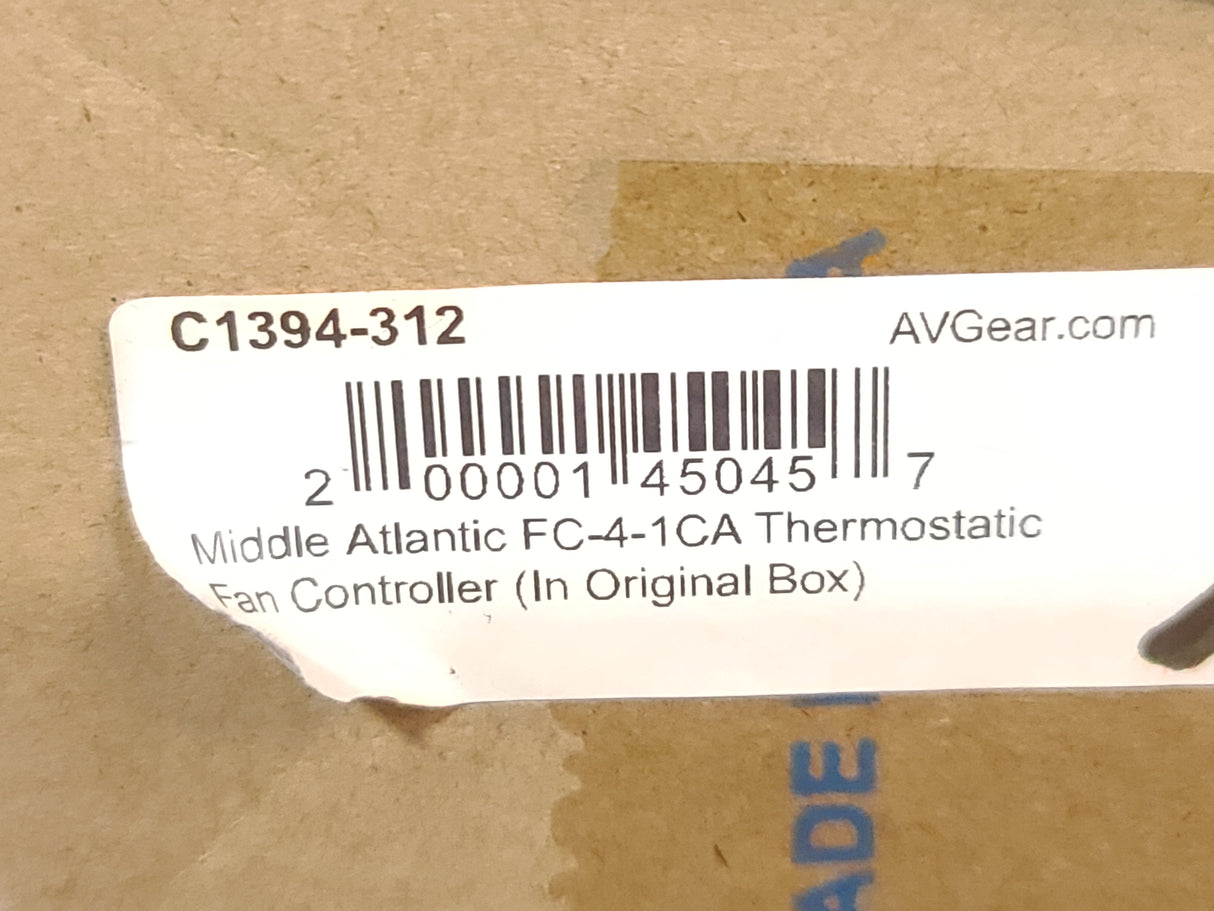 C1394-312
AVGear.com
2 00001 45045 7
Middle Atlantic FC-4-1CA Thermostatic
Fan Controller (In Original Box)
A
ADE I